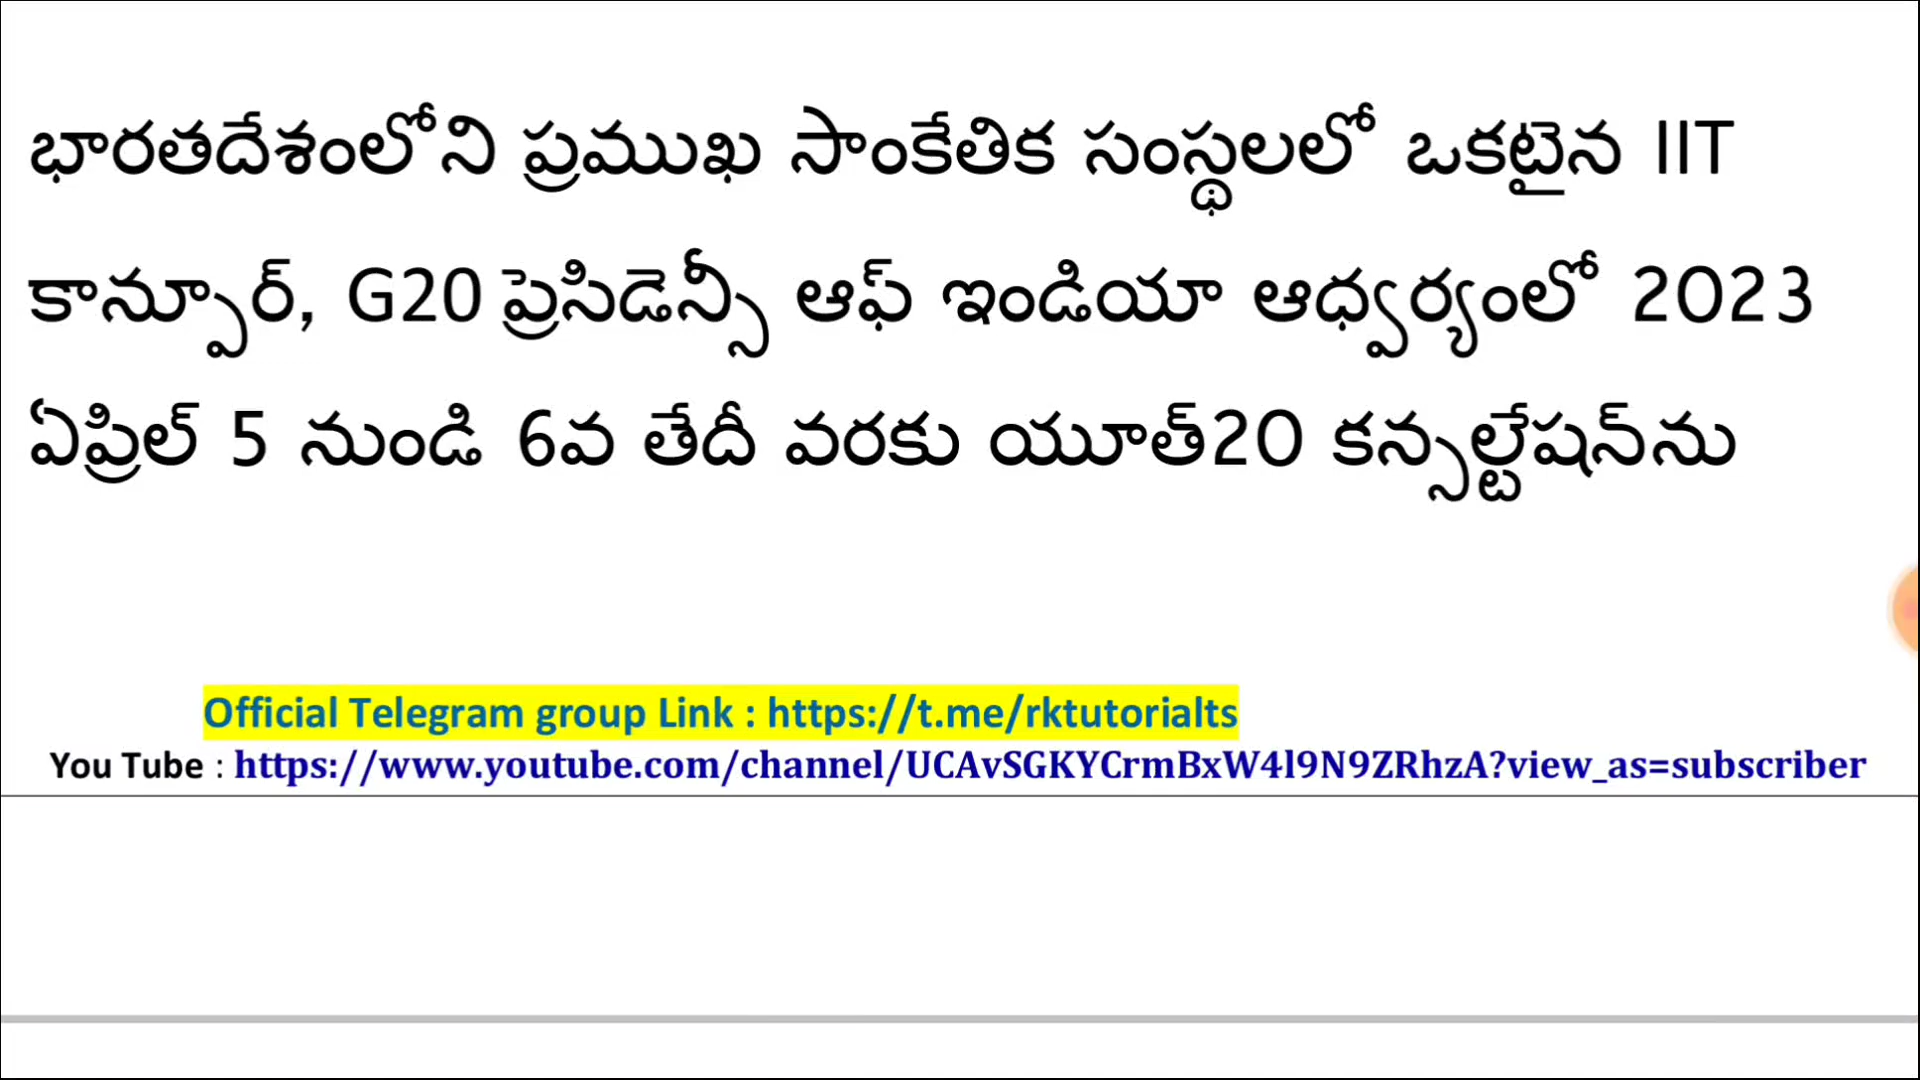 భారతదేశంలోని ప్రముఖ సాంకేతిక సంస్థలలో ఒకటైన IIT
కాన్పూర్, G20 ప్రెసిడెన్సీ ఆఫ్ ఇండియా ఆధ్వర్యంలో 2023
ఏప్రిల్ 5 నుండి 6వ తేదీ వరకు యూత్20 కన్సల్టేషన్‌ను
Official Telegram group Link : https://t.me/rktutorialts
You Tube : https://www.youtube.com/channel/UCAvSGKYCrmBxW4l9N9ZRhzA?view_as=subscriber